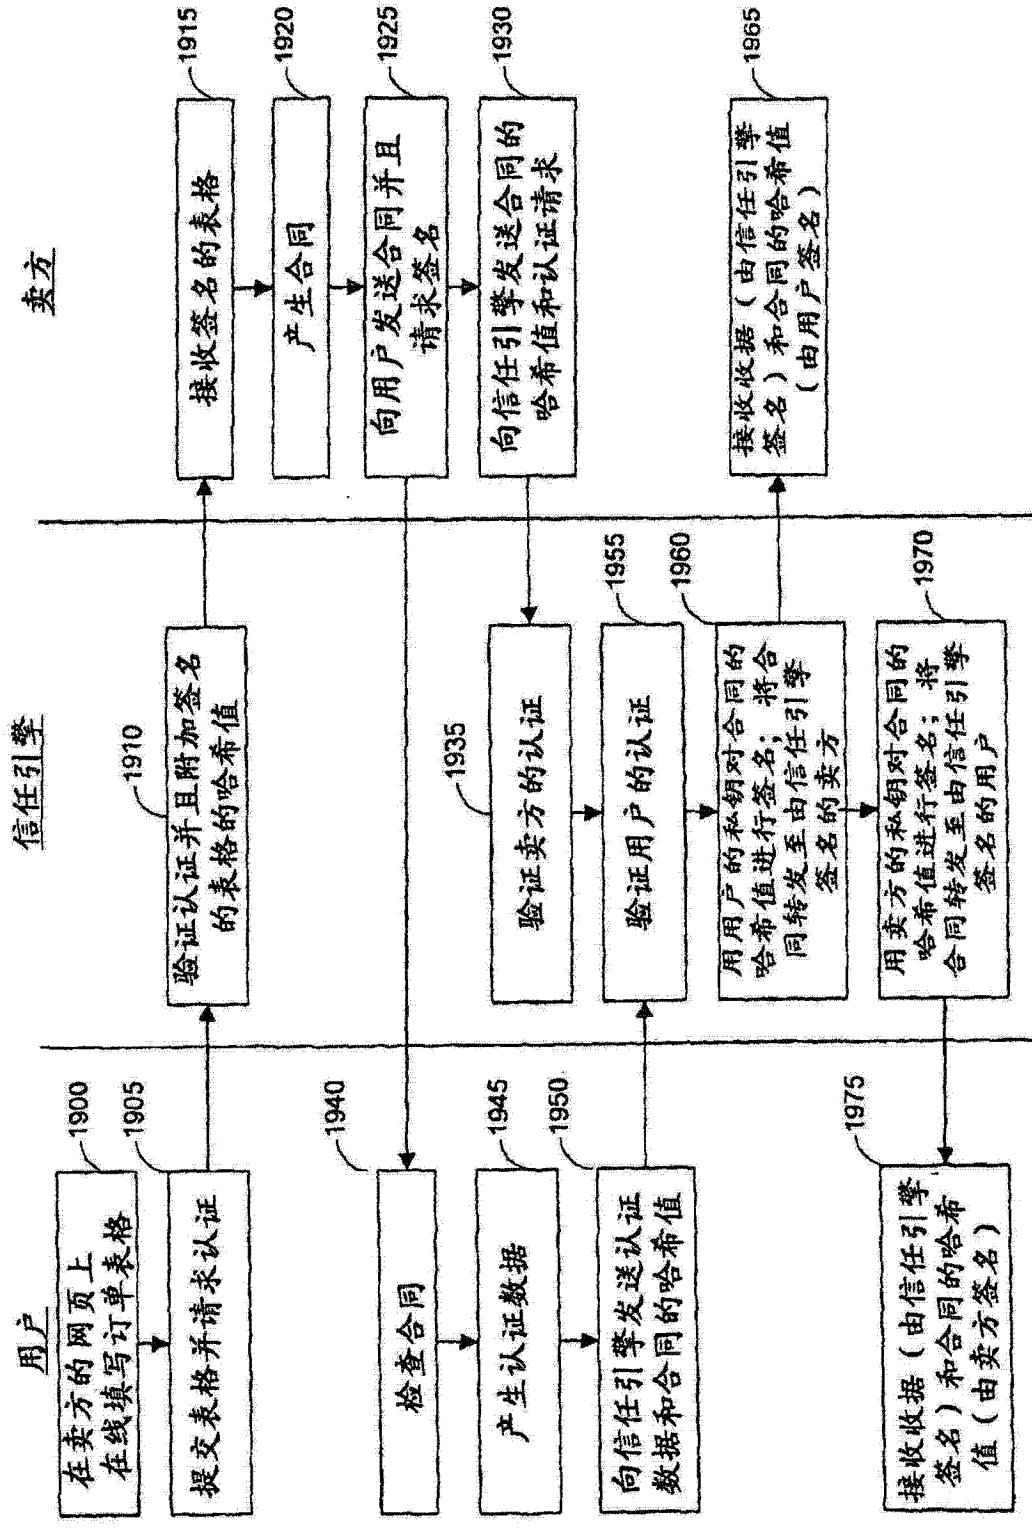 用户
1900
在卖方的网页上
在线填写订单表格
1905
提交表格并请求认证
1940
检查合同
1945
产生认证数据
1950
向信任引擎发送认证
数据和合同的哈希值
1975
接收收据（由信任引擎
签名）和合同的哈希
值（由卖方签名）
信任引擎
1910
验证认证并且附加签名
的表格的哈希值
1935
验证卖方的认证
1955
验证用户的认证
1960
用用户的私钥对合同的
哈希值进行签名；将合
同转发至由信任引擎
签名的卖方
1970
用卖方的私钥对合同的
哈希值进行签名；将
合同转发至由信任引擎
签名的用户
卖方
1915
接收签名的表格
1920
产生合同
1925
向用户发送合同并且
请求签名
1930
向信任引擎发送合同的
哈希值和认证请求
1965
接收收据（由信任引擎
签名）和合同的哈希值
（由用户签名）